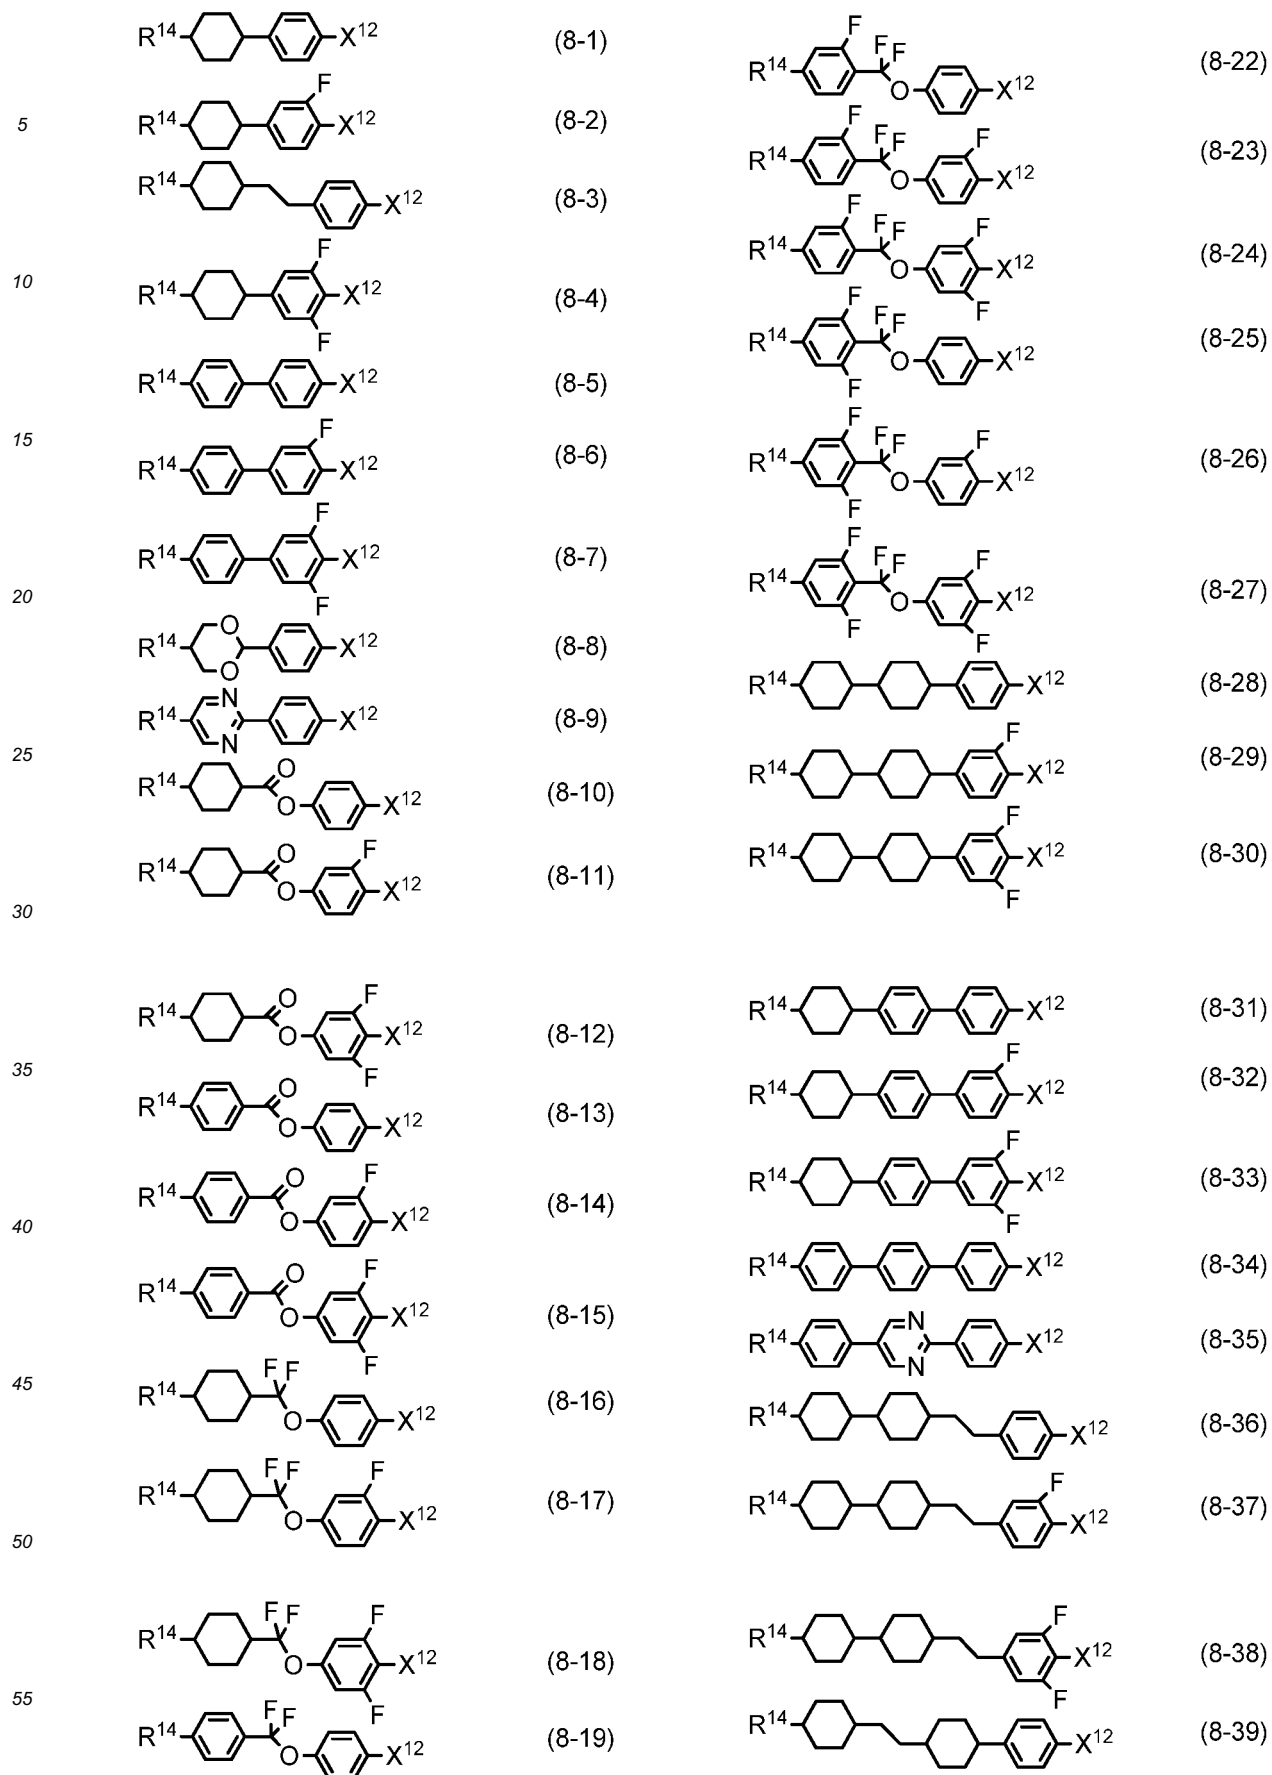 R¹⁴ X¹² (8-1)
F
5 R¹⁴ X¹² (8-2)
R¹⁴ X¹² (8-3)
F
10 R¹⁴ X¹² (8-4)
F
R¹⁴ X¹² (8-5)
F
15 R¹⁴ X¹² (8-6)
F
R¹⁴ X¹² (8-7)
F
20
O
R¹⁴ X¹² (8-8)
O
N
R¹⁴ X¹² (8-9)
N
25
O
R¹⁴ O X¹² (8-10)
O F
R¹⁴ O X¹² (8-11)
30
O F
R¹⁴ O X¹² (8-12)
F
35
O
R¹⁴ O X¹² (8-13)
O F
R¹⁴ O X¹² (8-14)
40
O F
R¹⁴ O X¹² (8-15)
F
45
F F
R¹⁴ O X¹² (8-16)
F F F
R¹⁴ O X¹² (8-17)
50
F F F
R¹⁴ O X¹² (8-18)
F
55
F F
R¹⁴ O X¹² (8-19)
F F F
R¹⁴ O X¹² (8-22)
F F F F
R¹⁴ O X¹² (8-23)
F F F F
R¹⁴ O X¹² (8-24)
F
F F F
R¹⁴ O X¹² (8-25)
F
F F F F
R¹⁴ O X¹² (8-26)
F
F F F F
R¹⁴ O X¹² (8-27)
F F
R¹⁴ X¹² (8-28)
F
R¹⁴ X¹² (8-29)
F
R¹⁴ X¹² (8-30)
F
R¹⁴ X¹² (8-31)
F
R¹⁴ X¹² (8-32)
F
R¹⁴ X¹² (8-33)
F
R¹⁴ X¹² (8-34)
N
R¹⁴ X¹² (8-35)
N
R¹⁴ X¹² (8-36)
F
R¹⁴ X¹² (8-37)
F
R¹⁴ X¹² (8-38)
F
R¹⁴ X¹² (8-39)